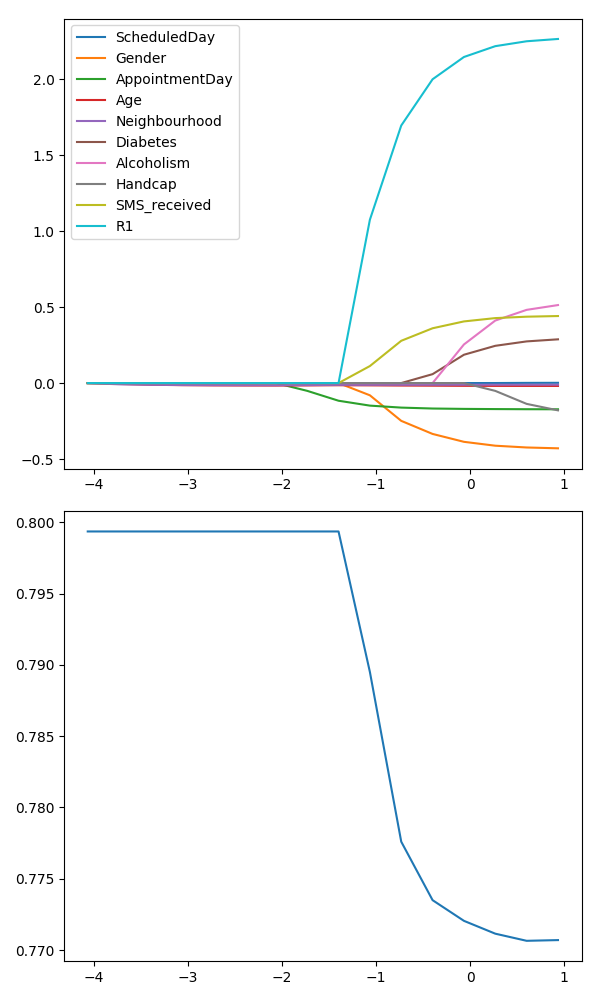 2.0
1.5
1.0
0.5
0.0
−0.5
ScheduledDay
Gender
AppointmentDay
Age
Neighbourhood
Diabetes
Alcoholism
Handcap
SMS_received
R1
−4 −3 −2 −1 0 1
0.800
0.795
0.790
0.785
0.780
0.775
0.770
−4 −3 −2 −1 0 1